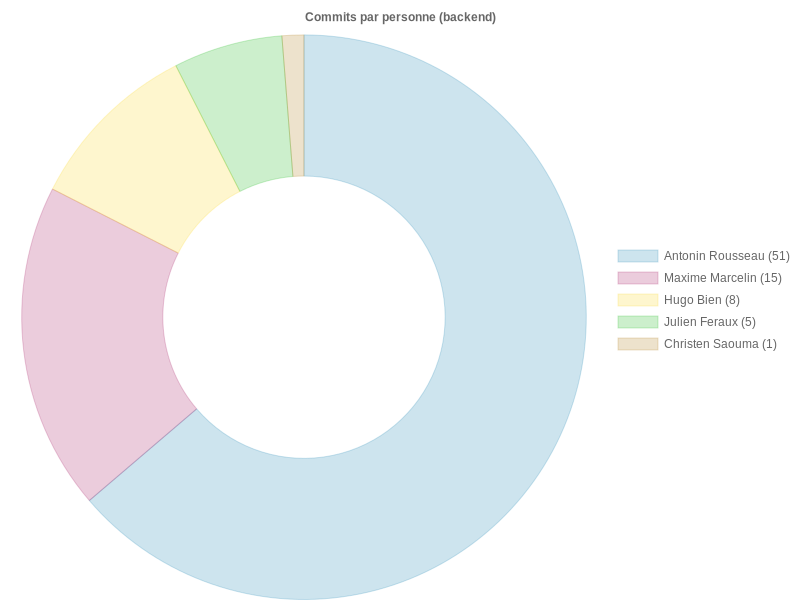 Commits par personne (backend)
Antonin Rousseau (51)
Maxime Marcelin (15)
Hugo Bien (8)
Julien Feraux (5)
Christen Saouma (1)